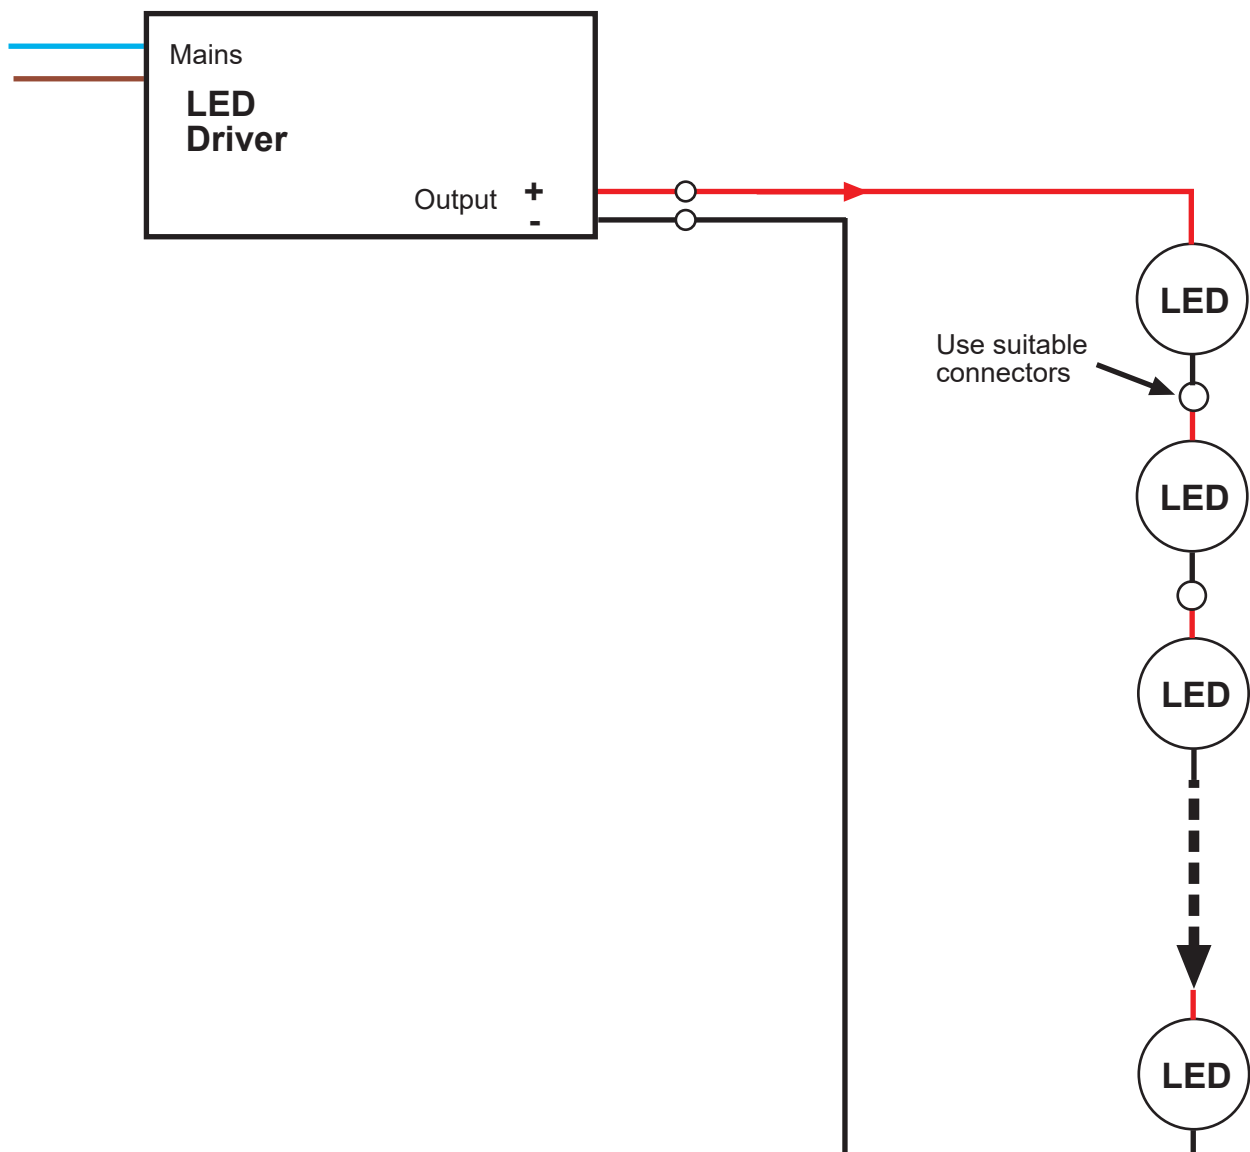 Mains
LED
Driver
Output +
-
LED
Use suitable
connectors
LED
LED
LED